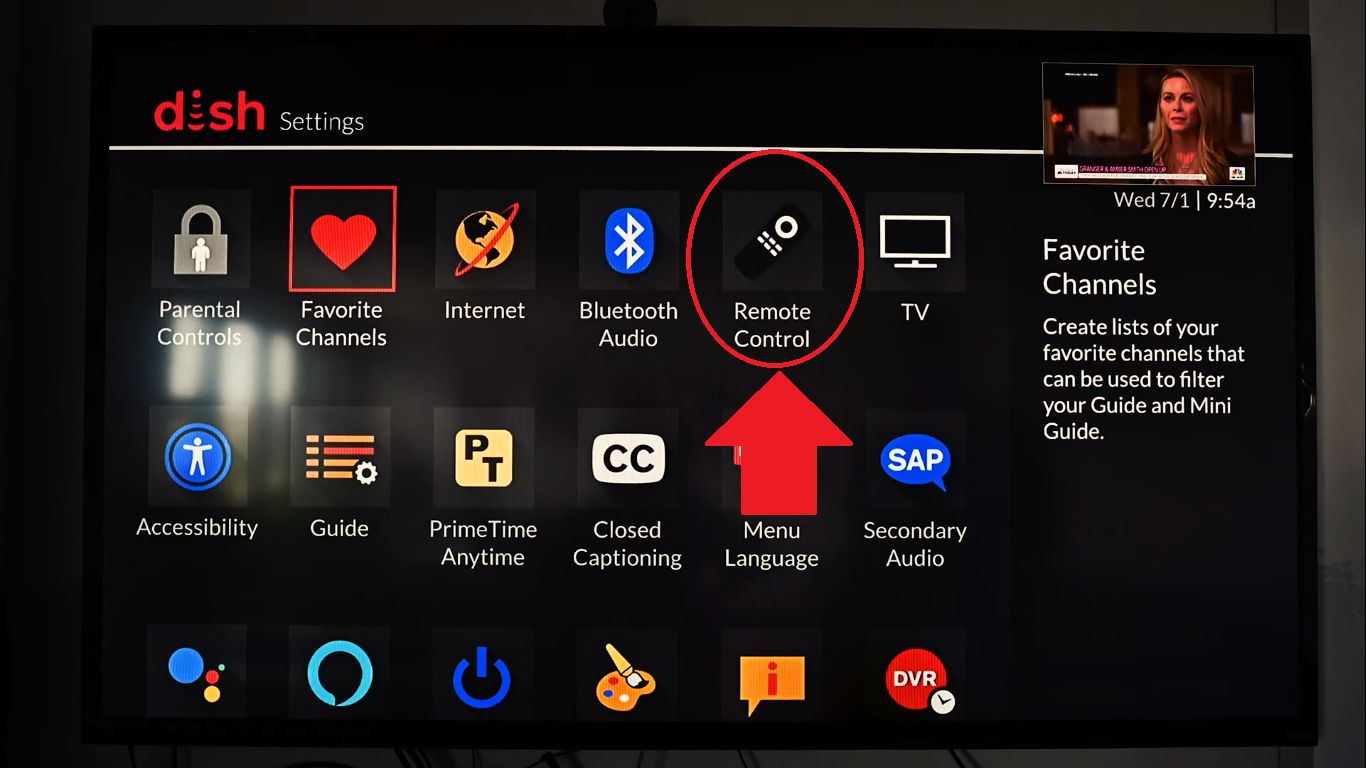 dish Settings
TODAY
GRANGER & AMBER SMITH OPEN UP
Wed 7/1 | 9:54a
Parental
Controls
Favorite
Channels
Internet
Bluetooth
Audio
Remote
Control
TV
Favorite
Channels
Create lists of your
favorite channels that
can be used to filter
your Guide and Mini
Guide.
Accessibility
Guide
PT
PrimeTime
Anytime
CC
Closed
Captioning
Menu
Language
SAP
Secondary
Audio
i
DVR